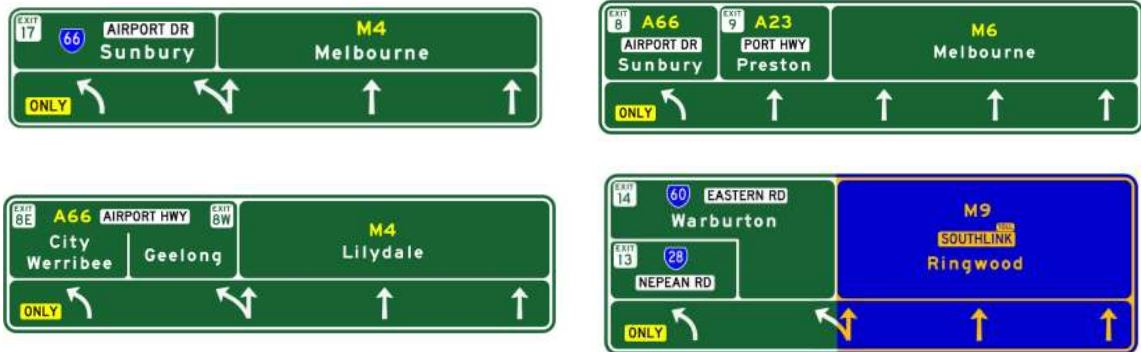 EXIT 17
66 AIRPORT DR
Sunbury
M4
Melbourne
ONLY
EXIT 8
A66
AIRPORT DR
Sunbury
EXIT 9
A23
PORT HWY
Preston
M6
Melbourne
ONLY
EXIT 8E
A66 AIRPORT HWY
EXIT 8W
City
Werribee
Geelong
M4
Lilydale
ONLY
EXIT 14
60 EASTERN RD
Warburton
EXIT 13
28
NEPEAN RD
M9
TOLL
SOUTHLINK
Ringwood
ONLY